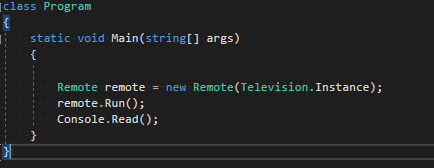 class Program
{
static void Main(string[] args)
{
Remote remote = new Remote(Television.Instance);
remote.Run();
Console.Read();
}
}